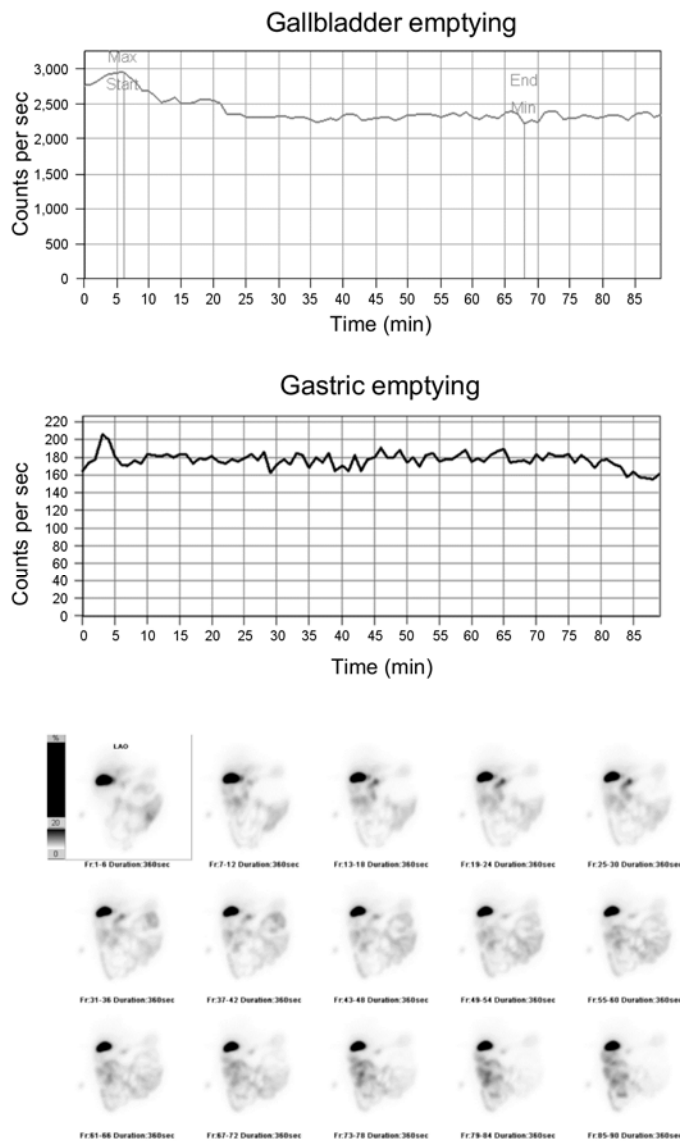 Gallbladder emptying
Counts per sec
3,000
2,500
2,000
1,500
1,000
500
0
Max
Start
End
Min
0 5 10 15 20 25 30 35 40 45 50 55 60 65 70 75 80 85
Time (min)
Gastric emptying
Counts per sec
220
200
180
160
140
120
100
80
60
40
20
0
0 5 10 15 20 25 30 35 40 45 50 55 60 65 70 75 80 85
Time (min)
%
20
0
LAO
Fr:1-6 Duration:360sec Fr:7-12 Duration:360sec Fr:13-18 Duration:360sec Fr:19-24 Duration:360sec Fr:25-30 Duration:360sec
Fr:31-36 Duration:360sec Fr:37-42 Duration:360sec Fr:43-48 Duration:360sec Fr:49-54 Duration:360sec Fr:55-60 Duration:360sec
Fr:61-66 Duration:360sec Fr:67-72 Duration:360sec Fr:73-78 Duration:360sec Fr:79-84 Duration:360sec Fr:85-90 Duration:360sec